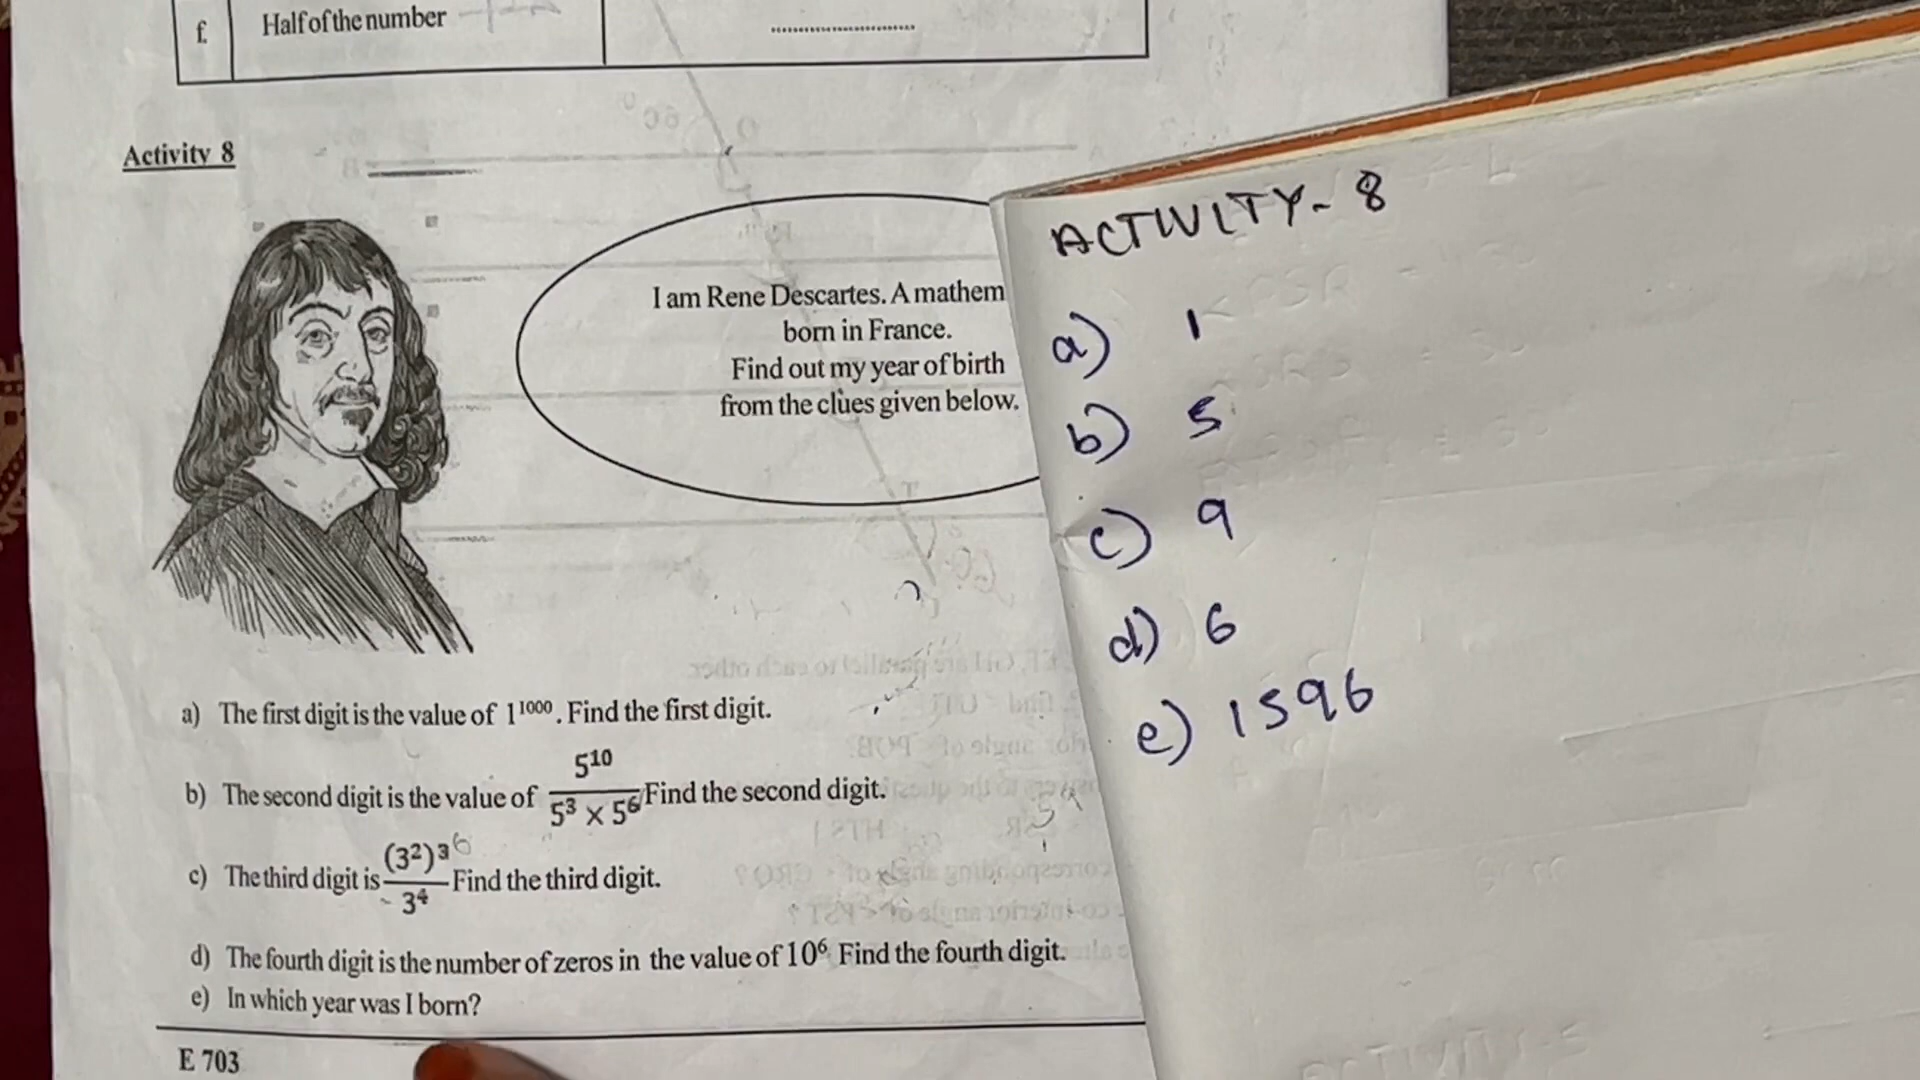 f.
Half of the number
..............................
Activity 8
I am Rene Descartes. A mathem
born in France.
Find out my year of birth
from the clues given below.
a) The first digit is the value of 1¹⁰⁰⁰. Find the first digit.
b) The second digit is the value of 5¹⁰ / 5³ × 5⁶ Find the second digit.
c) The third digit is (3²)³ / 3⁴ Find the third digit.
6
d) The fourth digit is the number of zeros in the value of 10⁶ Find the fourth digit.
e) In which year was I born?
E 703
ACTIVITY-8
a) 1
b) 5
c) 9
d) 6
e) 1596